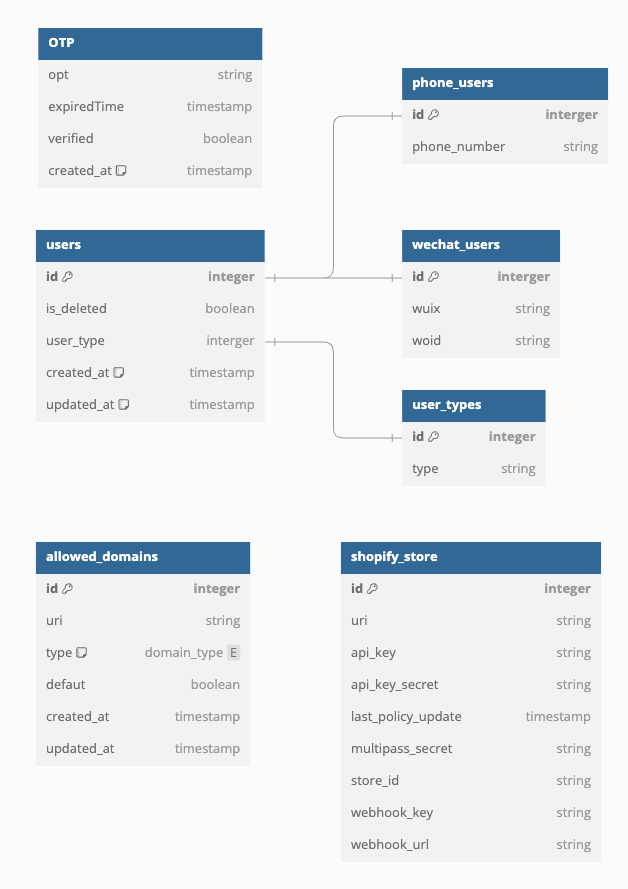 OTP
opt string
expiredTime timestamp
verified boolean
created_at timestamp
phone_users
id interger
phone_number string
users
id integer
is_deleted boolean
user_type interger
created_at timestamp
updated_at timestamp
wechat_users
id interger
wuix string
woid string
user_types
id integer
type string
allowed_domains
id integer
uri string
type domain_type E
defaut boolean
created_at timestamp
updated_at timestamp
shopify_store
id integer
uri string
api_key string
api_key_secret string
last_policy_update timestamp
multipass_secret string
store_id string
webhook_key string
webhook_url string